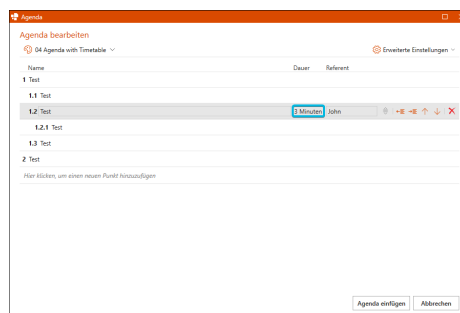 Agenda
Agenda bearbeiten
04 Agenda with Timetable
Erweiterte Einstellungen
Name Dauer Referent
1 Test
1.1 Test
1.2 Test 3 Minuten John
1.2.1 Test
1.3 Test
2 Test
Hier klicken, um einen neuen Punkt hinzuzufügen
Agenda einfügen Abbrechen